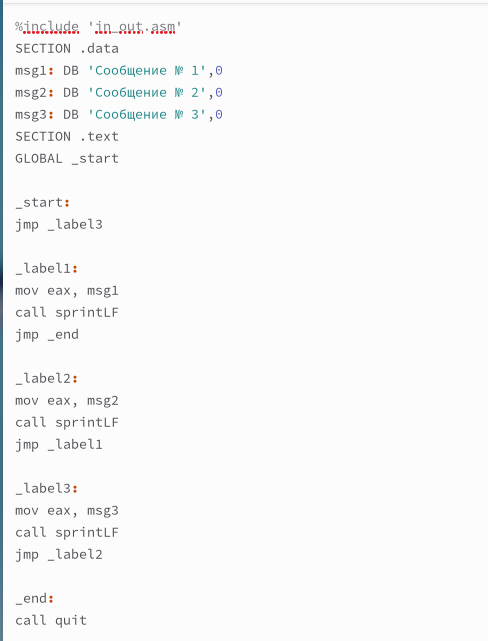 %include 'in_out.asm'
SECTION .data
msg1: DB 'Сообщение № 1',0
msg2: DB 'Сообщение № 2',0
msg3: DB 'Сообщение № 3',0
SECTION .text
GLOBAL _start
_start:
jmp _label3
_label1:
mov eax, msg1
call sprintLF
jmp _end
_label2:
mov eax, msg2
call sprintLF
jmp _label1
_label3:
mov eax, msg3
call sprintLF
jmp _label2
_end:
call quit